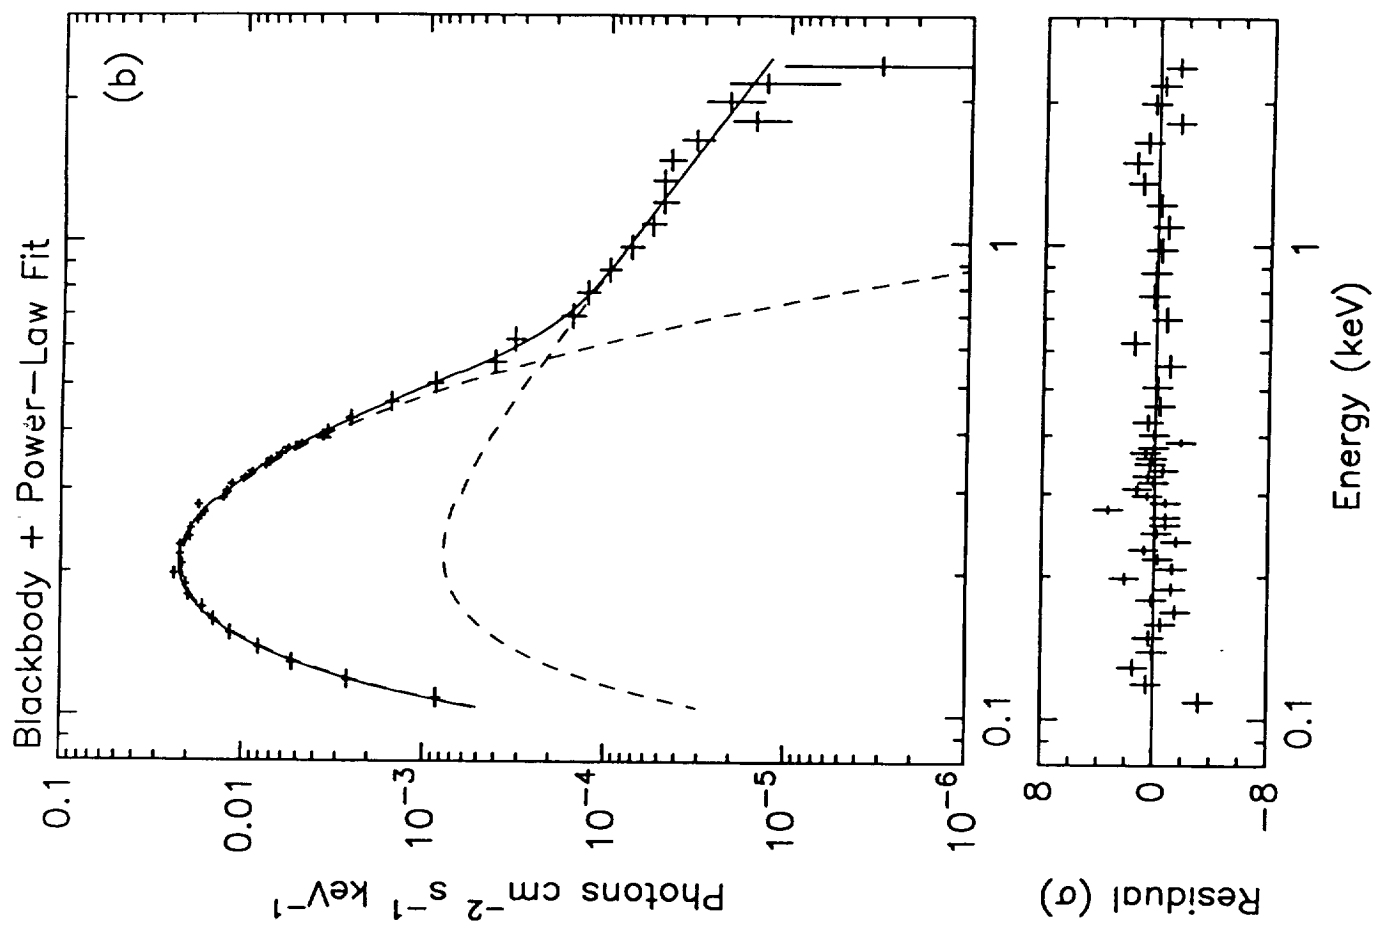 Blackbody + Power-Law Fit
(b)
0.1
0.01
10⁻³
10⁻⁴
10⁻⁵
10⁻⁶
Photons cm⁻² s⁻¹ keV⁻¹
0.1
1
8
0
-8
Residual (σ)
0.1
1
Energy (keV)